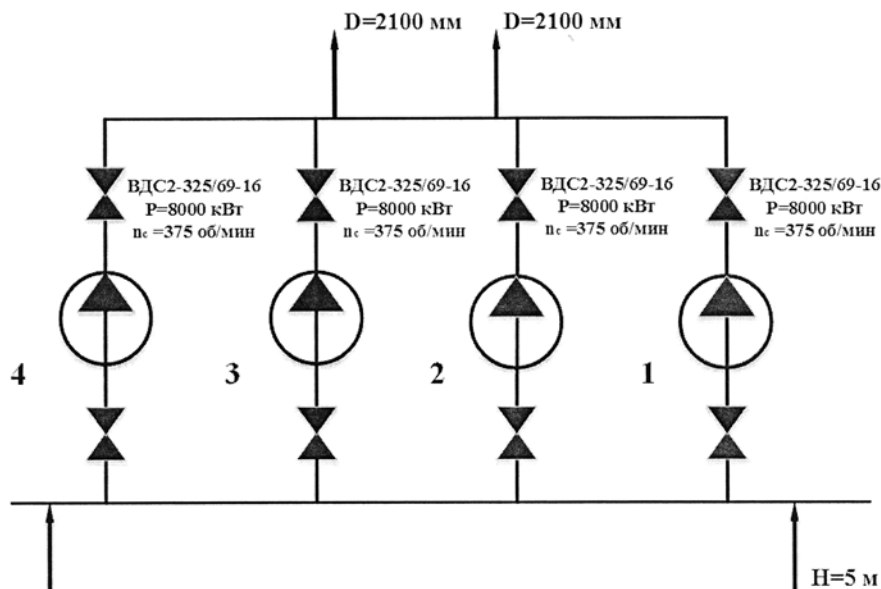 D=2100 мм
D=2100 мм
ВДС2-325/69-16
P=8000 кВт
nс =375 об/мин
ВДС2-325/69-16
P=8000 кВт
nс =375 об/мин
ВДС2-325/69-16
P=8000 кВт
nс =375 об/мин
ВДС2-325/69-16
P=8000 кВт
nс =375 об/мин
4
3
2
1
H=5 м